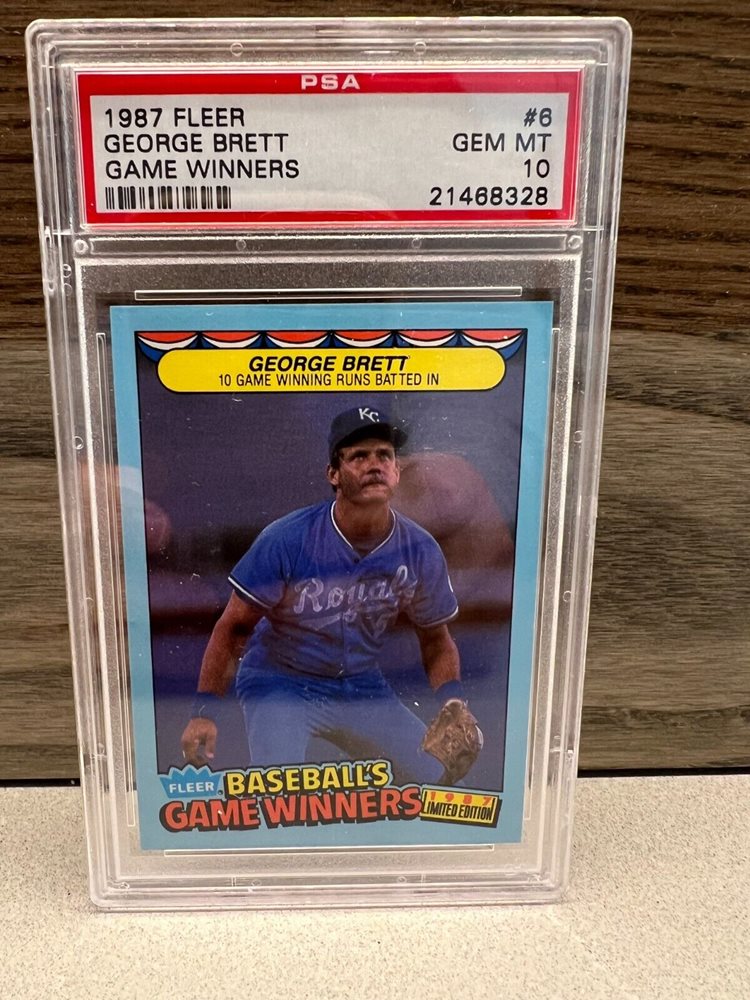 PSA
1987 FLEER #6
GEORGE BRETT GEM MT
GAME WINNERS 10
21468328
GEORGE BRETT
10 GAME WINNING RUNS BATTED IN
KC
Royals
FLEER
BASEBALL'S
GAME WINNERS
1987
LIMITED EDITION